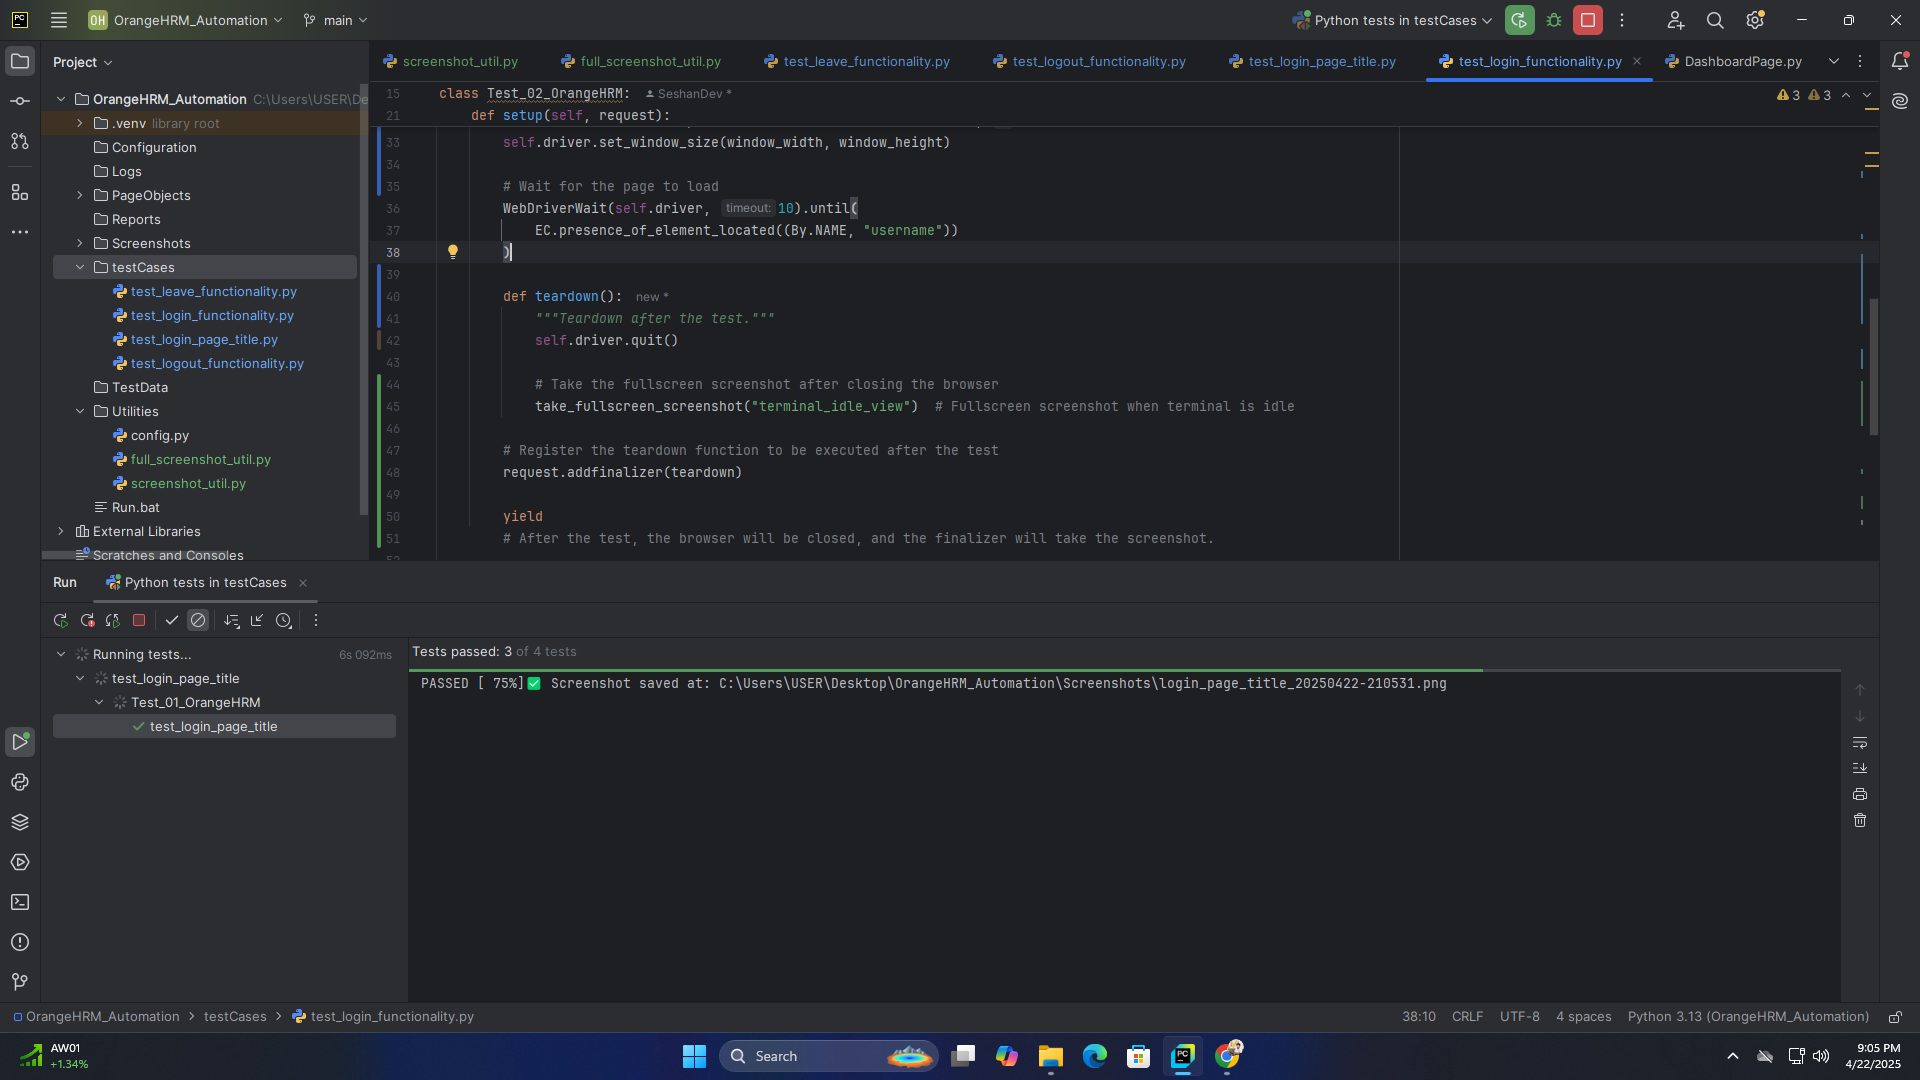 PC
OH OrangeHRM_Automation
main
Python tests in testCases
Project
screenshot_util.py
full_screenshot_util.py
test_leave_functionality.py
test_logout_functionality.py
test_login_page_title.py
test_login_functionality.py
DashboardPage.py
OrangeHRM_Automation C:\Users\USER\De
.venv library root
Configuration
Logs
PageObjects
Reports
Screenshots
testCases
test_leave_functionality.py
test_login_functionality.py
test_login_page_title.py
test_logout_functionality.py
TestData
Utilities
config.py
full_screenshot_util.py
screenshot_util.py
Run.bat
External Libraries
Scratches and Consoles
15 class Test_02_OrangeHRM: SeshanDev *
3 3
21 def setup(self, request):
33 self.driver.set_window_size(window_width, window_height)
34
35 # Wait for the page to load
36 WebDriverWait(self.driver, timeout: 10).until(
37 EC.presence_of_element_located((By.NAME, "username"))
38 )
39
40 def teardown(): new *
41 """Teardown after the test."""
42 self.driver.quit()
43
44 # Take the fullscreen screenshot after closing the browser
45 take_fullscreen_screenshot("terminal_idle_view") # Fullscreen screenshot when terminal is idle
46
47 # Register the teardown function to be executed after the test
48 request.addfinalizer(teardown)
49
50 yield
51 # After the test, the browser will be closed, and the finalizer will take the screenshot.
Run Python tests in testCases
Running tests... 6s 092ms
test_login_page_title
Test_01_OrangeHRM
test_login_page_title
Tests passed: 3 of 4 tests
PASSED [ 75%]✅ Screenshot saved at: C:\Users\USER\Desktop\OrangeHRM_Automation\Screenshots\login_page_title_20250422-210531.png
OrangeHRM_Automation > testCases > test_login_functionality.py
38:10 CRLF UTF-8 4 spaces Python 3.13 (OrangeHRM_Automation)
AW01
+1.34%
Search
PC
9:05 PM
4/22/2025